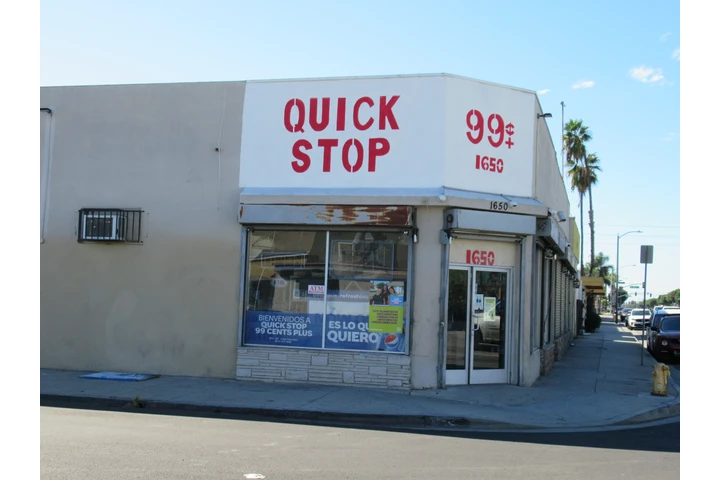 QUICK
STOP
99¢+
1650
1650
1650
ATM
BIENVENIDOS A
QUICK STOP
99 CENTS PLUS
ES LO QUE
QUIERO